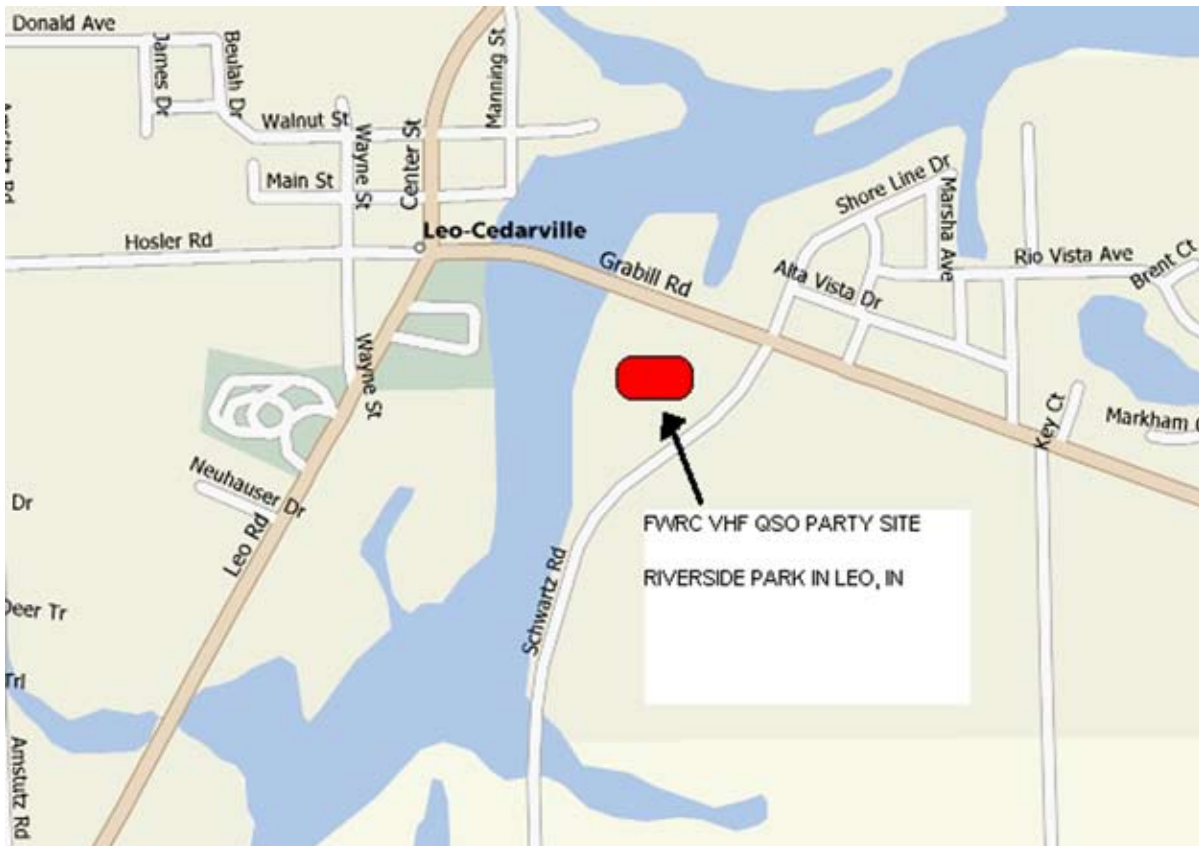 Donald Ave
James Dr
Beulah Dr
Walnut St
Wayne St
Center St
Manning St
Main St
Hosler Rd
Leo-Cedarville
Grabill Rd
Shore Line Dr
Marsha Ave
Rio Vista Ave
Brent Ct
Alta Vista Dr
Wayne St
Key Ct
Markham
Neuhauser Dr
Leo Rd
Dr
Deer Tr
Trl
Amstutz Rd
Schwartz Rd
FWRC VHF QSO PARTY SITE
RIVERSIDE PARK IN LEO, IN